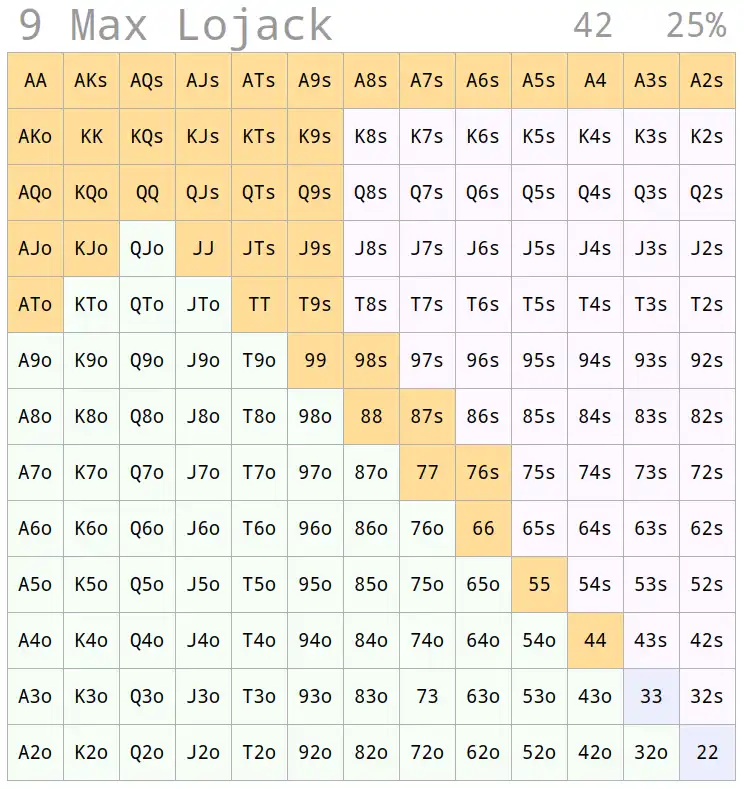 9 Max Lojack 42 25%
AA AKs AQs AJs ATs A9s A8s A7s A6s A5s A4 A3s A2s
AKo KK KQs KJs KTs K9s K8s K7s K6s K5s K4s K3s K2s
AQo KQo QQ QJs QTs Q9s Q8s Q7s Q6s Q5s Q4s Q3s Q2s
AJo KJo QJo JJ JTs J9s J8s J7s J6s J5s J4s J3s J2s
ATo KTo QTo JTo TT T9s T8s T7s T6s T5s T4s T3s T2s
A9o K9o Q9o J9o T9o 99 98s 97s 96s 95s 94s 93s 92s
A8o K8o Q8o J8o T8o 98o 88 87s 86s 85s 84s 83s 82s
A7o K7o Q7o J7o T7o 97o 87o 77 76s 75s 74s 73s 72s
A6o K6o Q6o J6o T6o 96o 86o 76o 66 65s 64s 63s 62s
A5o K5o Q5o J5o T5o 95o 85o 75o 65o 55 54s 53s 52s
A4o K4o Q4o J4o T4o 94o 84o 74o 64o 54o 44 43s 42s
A3o K3o Q3o J3o T3o 93o 83o 73 63o 53o 43o 33 32s
A2o K2o Q2o J2o T2o 92o 82o 72o 62o 52o 42o 32o 22